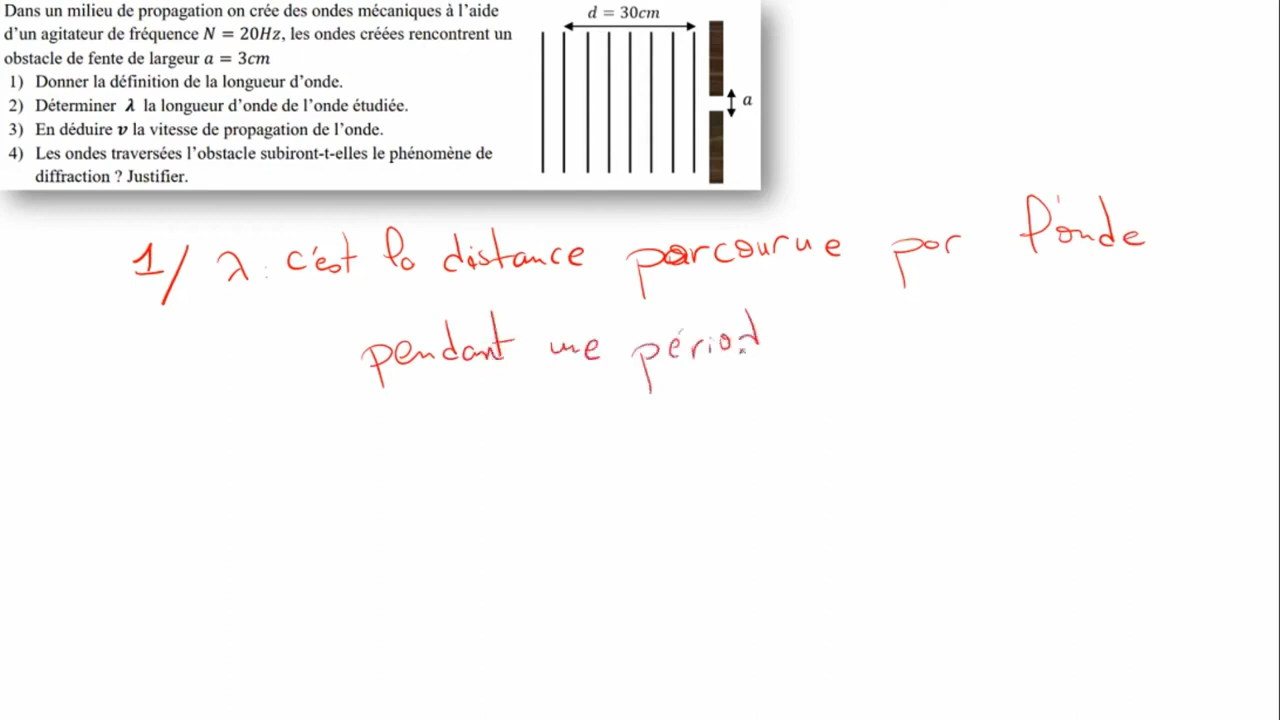 Dans un milieu de propagation on crée des ondes mécaniques à l'aide
d'un agitateur de fréquence N = 20Hz, les ondes créées rencontrent un
obstacle de fente de largeur a = 3cm
1) Donner la définition de la longueur d'onde.
2) Déterminer λ la longueur d'onde de l'onde étudiée.
3) En déduire v la vitesse de propagation de l'onde.
4) Les ondes traversées l'obstacle subiront-t-elles le phénomène de
diffraction ? Justifier.
d = 30cm
a
1/ λ : c'est la distance parcourue par l'onde
pendant une périod